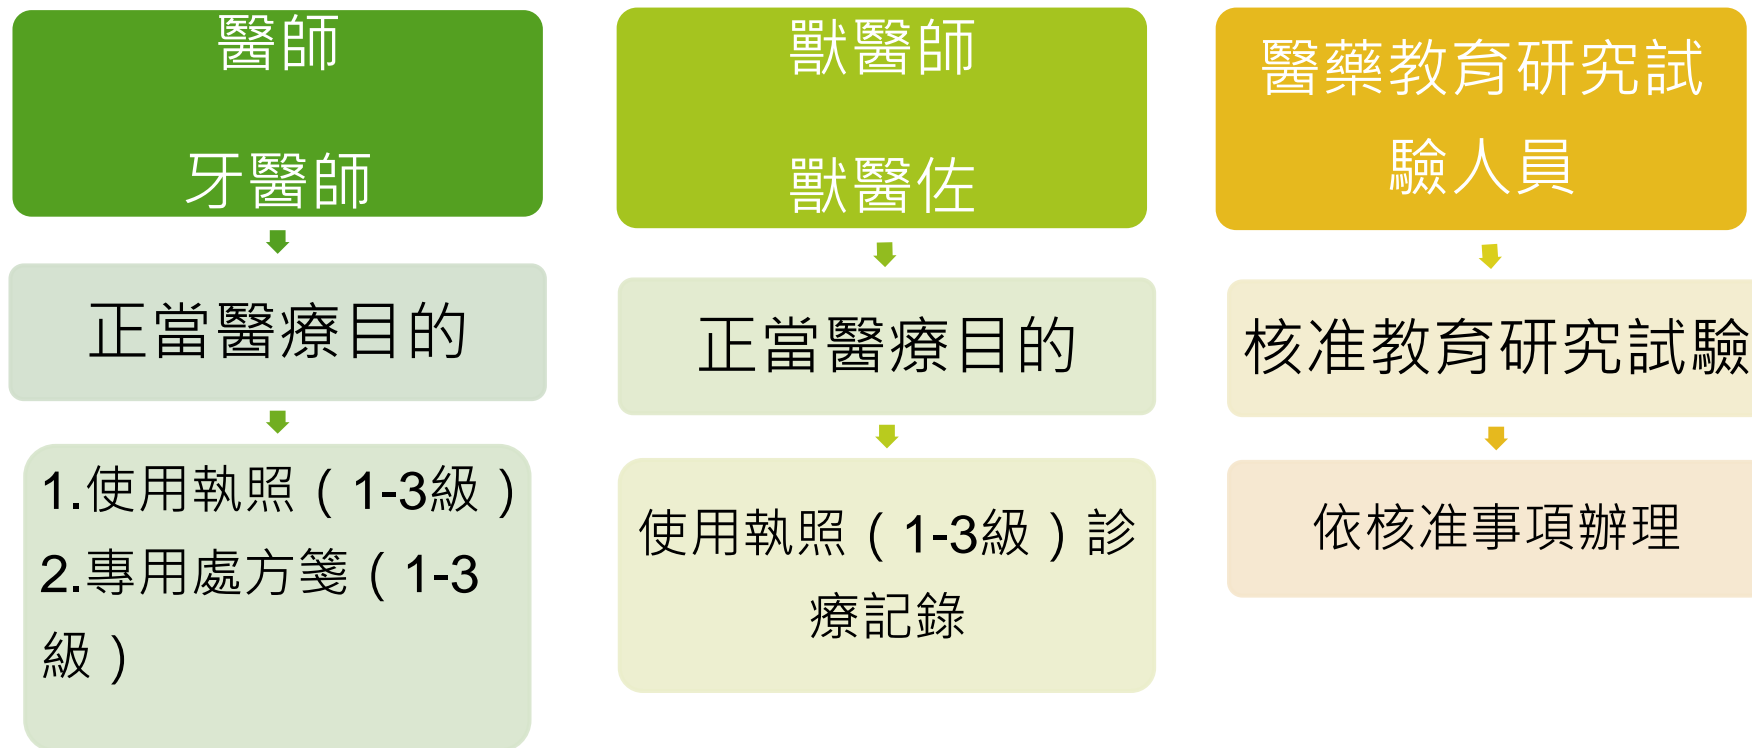 醫師
牙醫師
正當醫療目的
1.使用執照（1-3級）
2.專用處方箋（1-3
級）
獸醫師
獸醫佐
正當醫療目的
使用執照（1-3級）診
療記錄
醫藥教育研究試
驗人員
核准教育研究試驗
依核准事項辦理